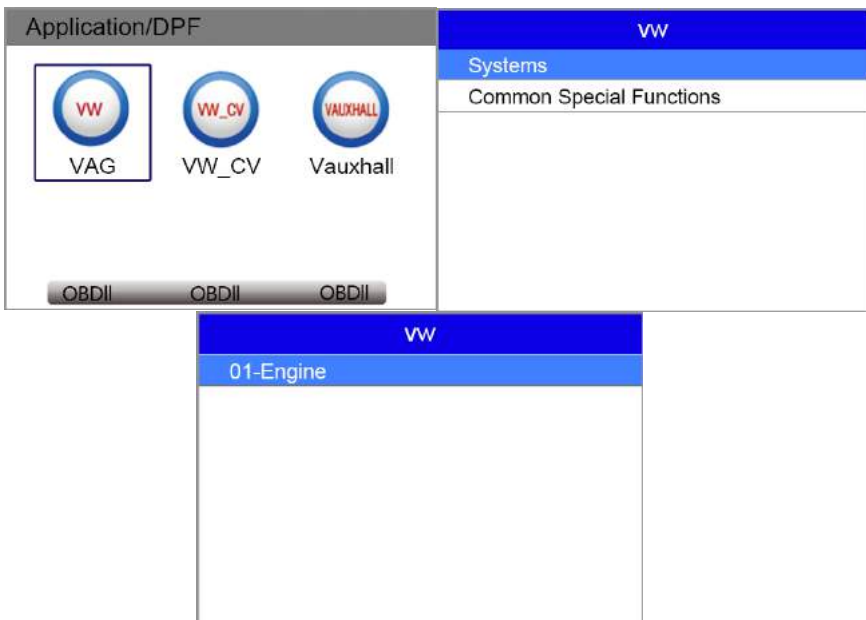 Application/DPF
VW VW_CV VAUXHALL
VAG VW_CV Vauxhall
OBDII OBDII OBDII
VW
Systems
Common Special Functions
VW
01-Engine